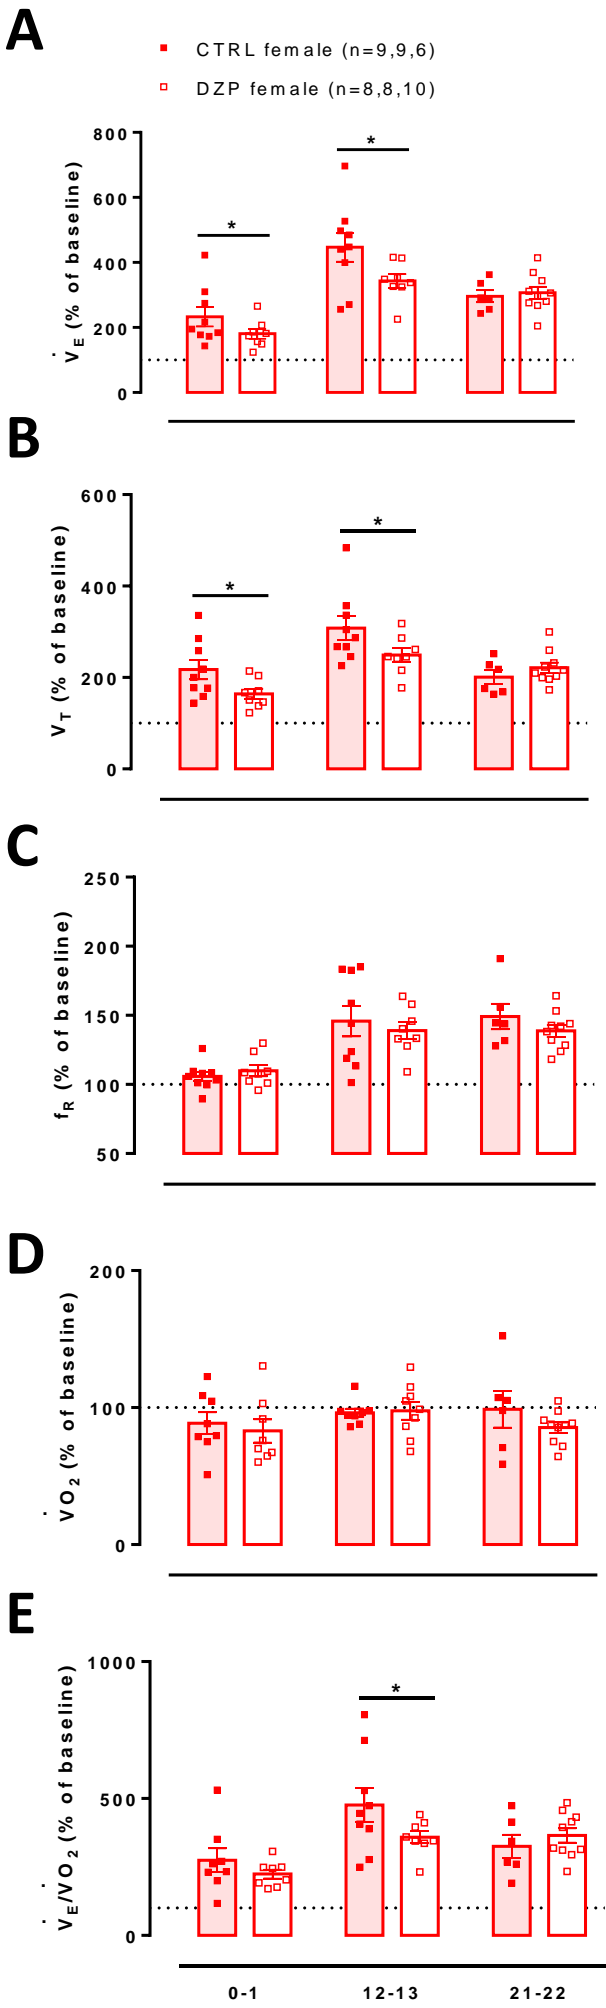 A
CTRL female (n=9,9,6)
DZP female (n=8,8,10)
V̇E (% of baseline)
800
600
400
200
0
*
*
B
VT (% of baseline)
600
400
200
0
*
*
C
fR (% of baseline)
250
200
150
100
50
D
V̇O2 (% of baseline)
200
100
0
E
V̇E/V̇O2 (% of baseline)
1000
500
0
*
0-1 12-13 21-22